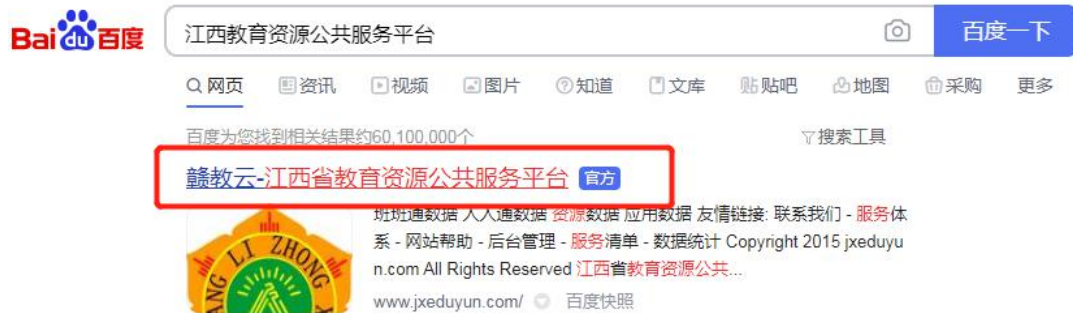 Bai du 百度 江西教育资源公共服务平台 百度一下
网页 资讯 视频 图片 知道 文库 贴吧 地图 采购 更多
百度为您找到相关结果约60,100,000个 搜索工具
赣教云-江西省教育资源公共服务平台 官方
班班通数据 人人通数据 资源数据 应用数据 友情链接: 联系我们 - 服务体
系 - 网站帮助 - 后台管理 - 服务清单 - 数据统计 Copyright 2015 jxeduyu
n.com All Rights Reserved 江西省教育资源公共...
www.jxeduyun.com/ 百度快照
LI ZHONG